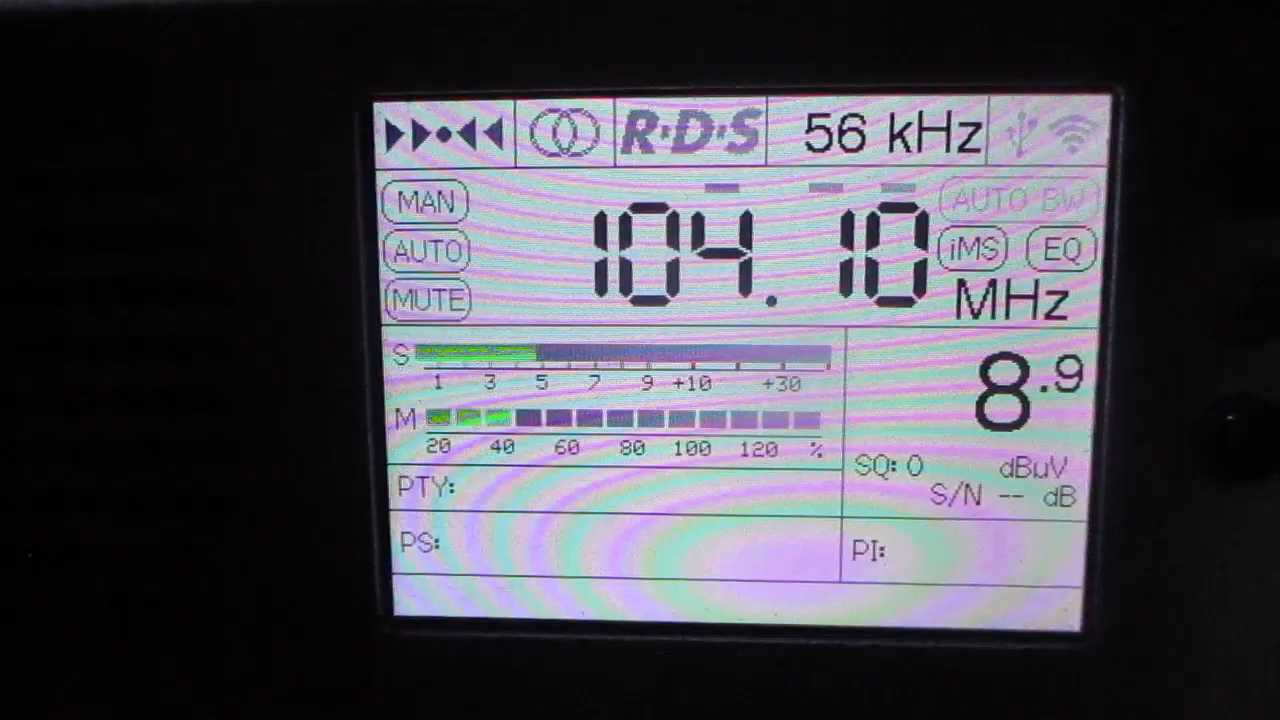 R·D·S 56 kHz
MAN AUTO BW
AUTO 104.10 iMS EQ
MUTE MHz
S
1 3 5 7 9 +10 +30
8.9
M
20 40 60 80 100 120 %
SQ: 0 dBuV
S/N -- dB
PTY:
PS:
PI: